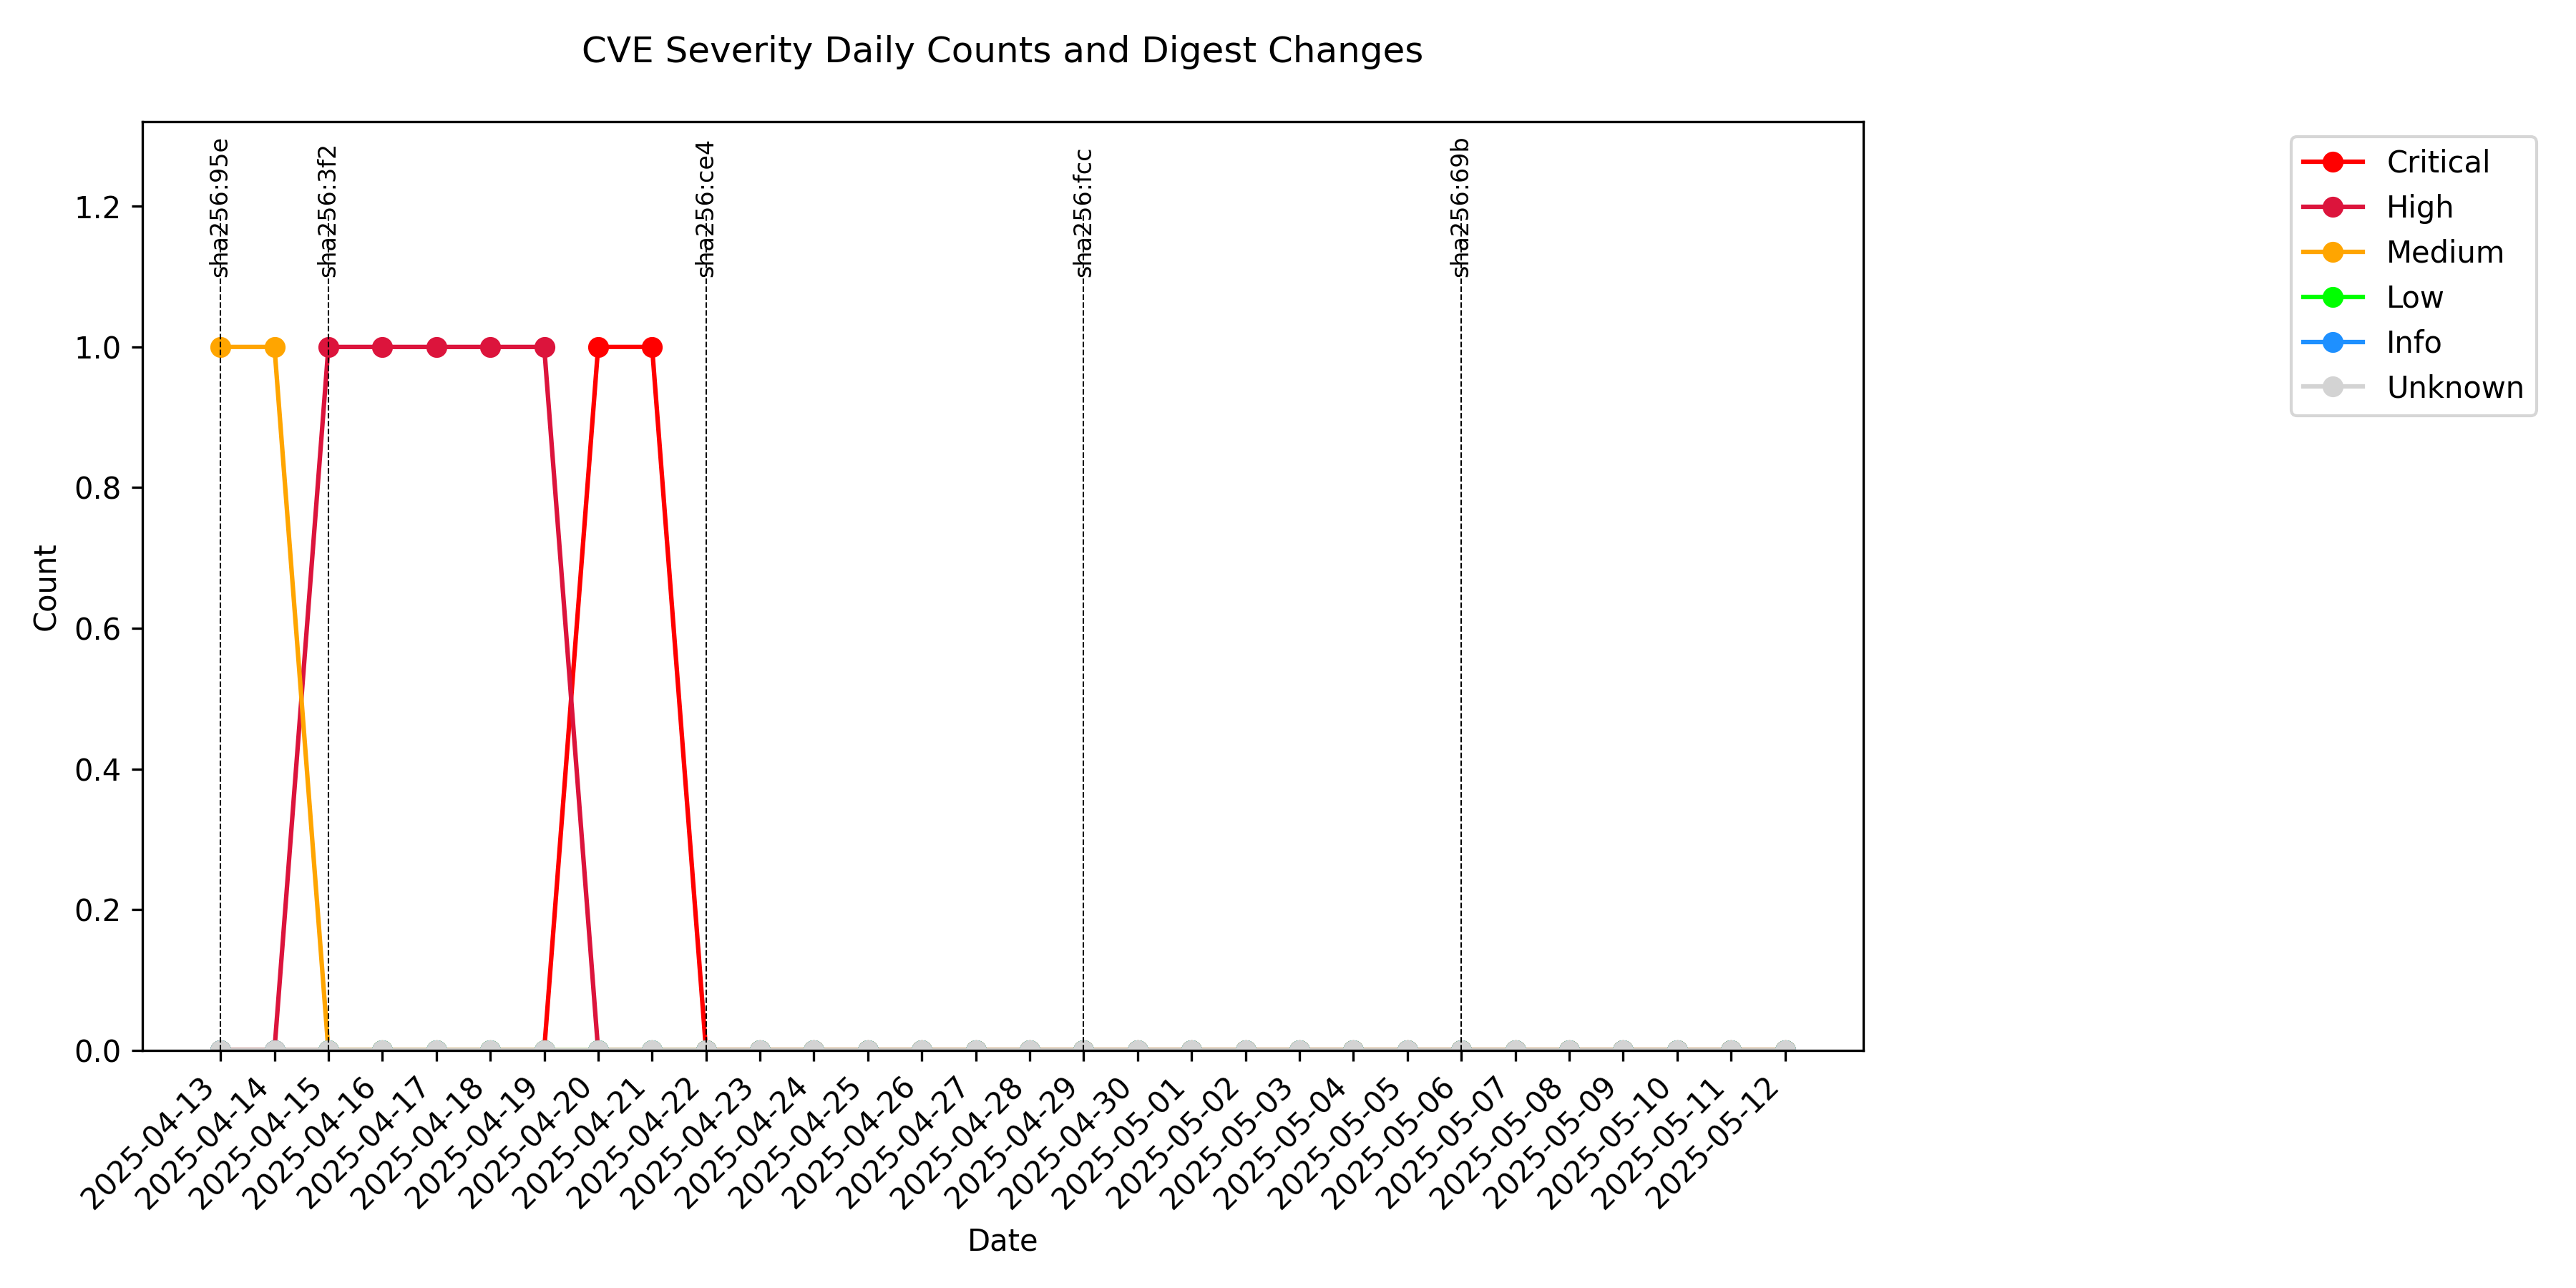 CVE Severity Daily Counts and Digest Changes
sha256:95e
sha256:3f2
sha256:ce4
sha256:fcc
sha256:69b
Critical
High
Medium
Low
Info
Unknown
1.2
1.0
0.8
0.6
0.4
0.2
0.0
Count
2025-04-13
2025-04-14
2025-04-15
2025-04-16
2025-04-17
2025-04-18
2025-04-19
2025-04-20
2025-04-21
2025-04-22
2025-04-23
2025-04-24
2025-04-25
2025-04-26
2025-04-27
2025-04-28
2025-04-29
2025-04-30
2025-05-01
2025-05-02
2025-05-03
2025-05-04
2025-05-05
2025-05-06
2025-05-07
2025-05-08
2025-05-09
2025-05-10
2025-05-11
2025-05-12
Date